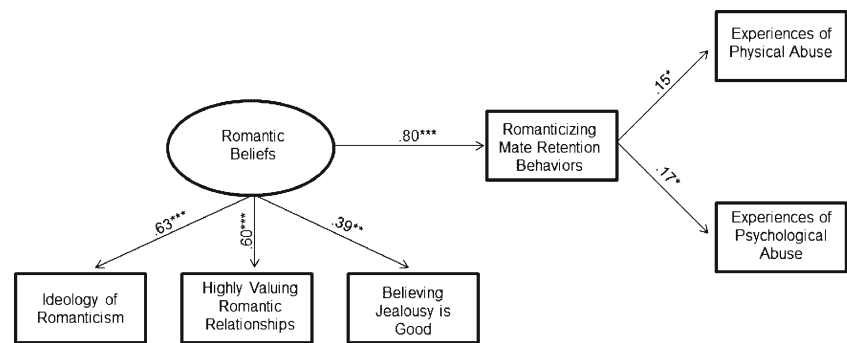 Experiences of
Physical Abuse
.15*
Romantic
Beliefs
.80***
Romanticizing
Mate Retention
Behaviors
.17*
Experiences of
Psychological
Abuse
.63***
.60***
.39**
Ideology of
Romanticism
Highly Valuing
Romantic
Relationships
Believing
Jealousy is
Good